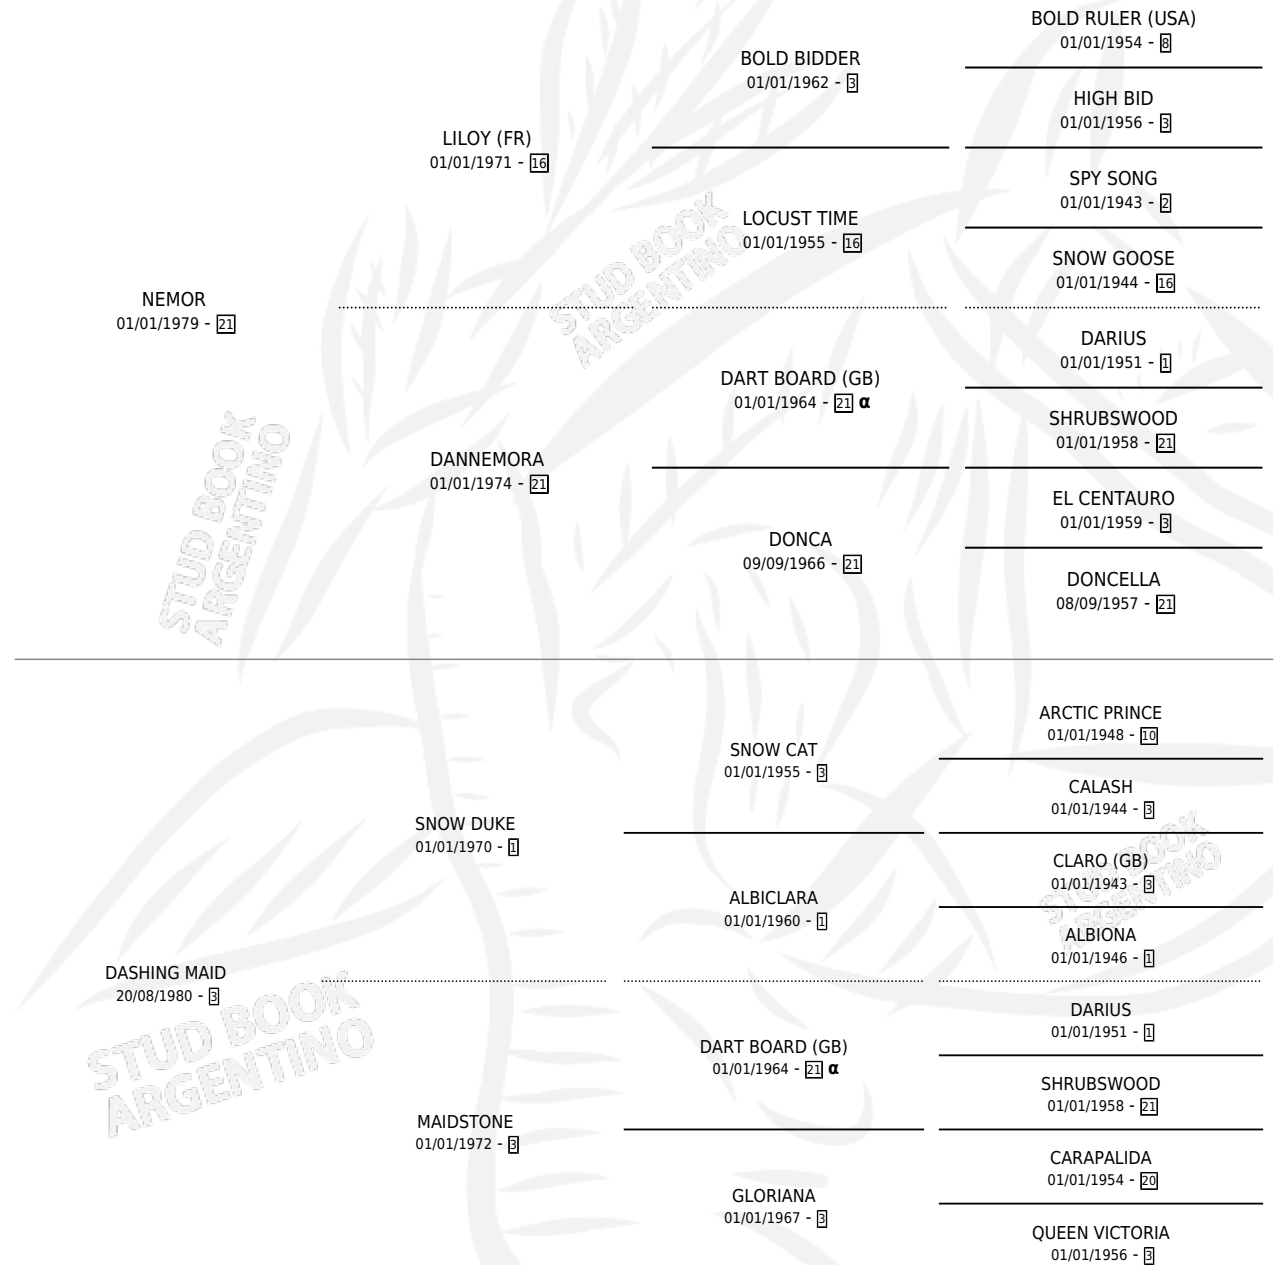 BOLD RULER (USA)
01/01/1954 - 8
BOLD BIDDER
01/01/1962 - 3
HIGH BID
01/01/1956 - 3
LILOY (FR)
01/01/1971 - 16
SPY SONG
01/01/1943 - 2
LOCUST TIME
01/01/1955 - 16
SNOW GOOSE
01/01/1944 - 16
NEMOR
01/01/1979 - 21
DARIUS
01/01/1951 - 1
DART BOARD (GB)
01/01/1964 - 21 α
SHRUBSWOOD
01/01/1958 - 21
DANNEMORA
01/01/1974 - 21
EL CENTAURO
01/01/1959 - 3
DONCA
09/09/1966 - 21
DONCELLA
08/09/1957 - 21
STUD BOOK
ARGENTINO
STUD BOOK
ARGENTINO
ARCTIC PRINCE
01/01/1948 - 10
SNOW CAT
01/01/1955 - 3
CALASH
01/01/1944 - 3
SNOW DUKE
01/01/1970 - 1
CLARO (GB)
01/01/1943 - 3
ALBICLARA
01/01/1960 - 1
ALBIONA
01/01/1946 - 1
DASHING MAID
20/08/1980 - 3
DARIUS
01/01/1951 - 1
DART BOARD (GB)
01/01/1964 - 21 α
SHRUBSWOOD
01/01/1958 - 21
MAIDSTONE
01/01/1972 - 3
CARAPALIDA
01/01/1954 - 20
GLORIANA
01/01/1967 - 3
QUEEN VICTORIA
01/01/1956 - 3
STUD BOOK
ARGENTINO
STUD BOOK
ARGENTINO